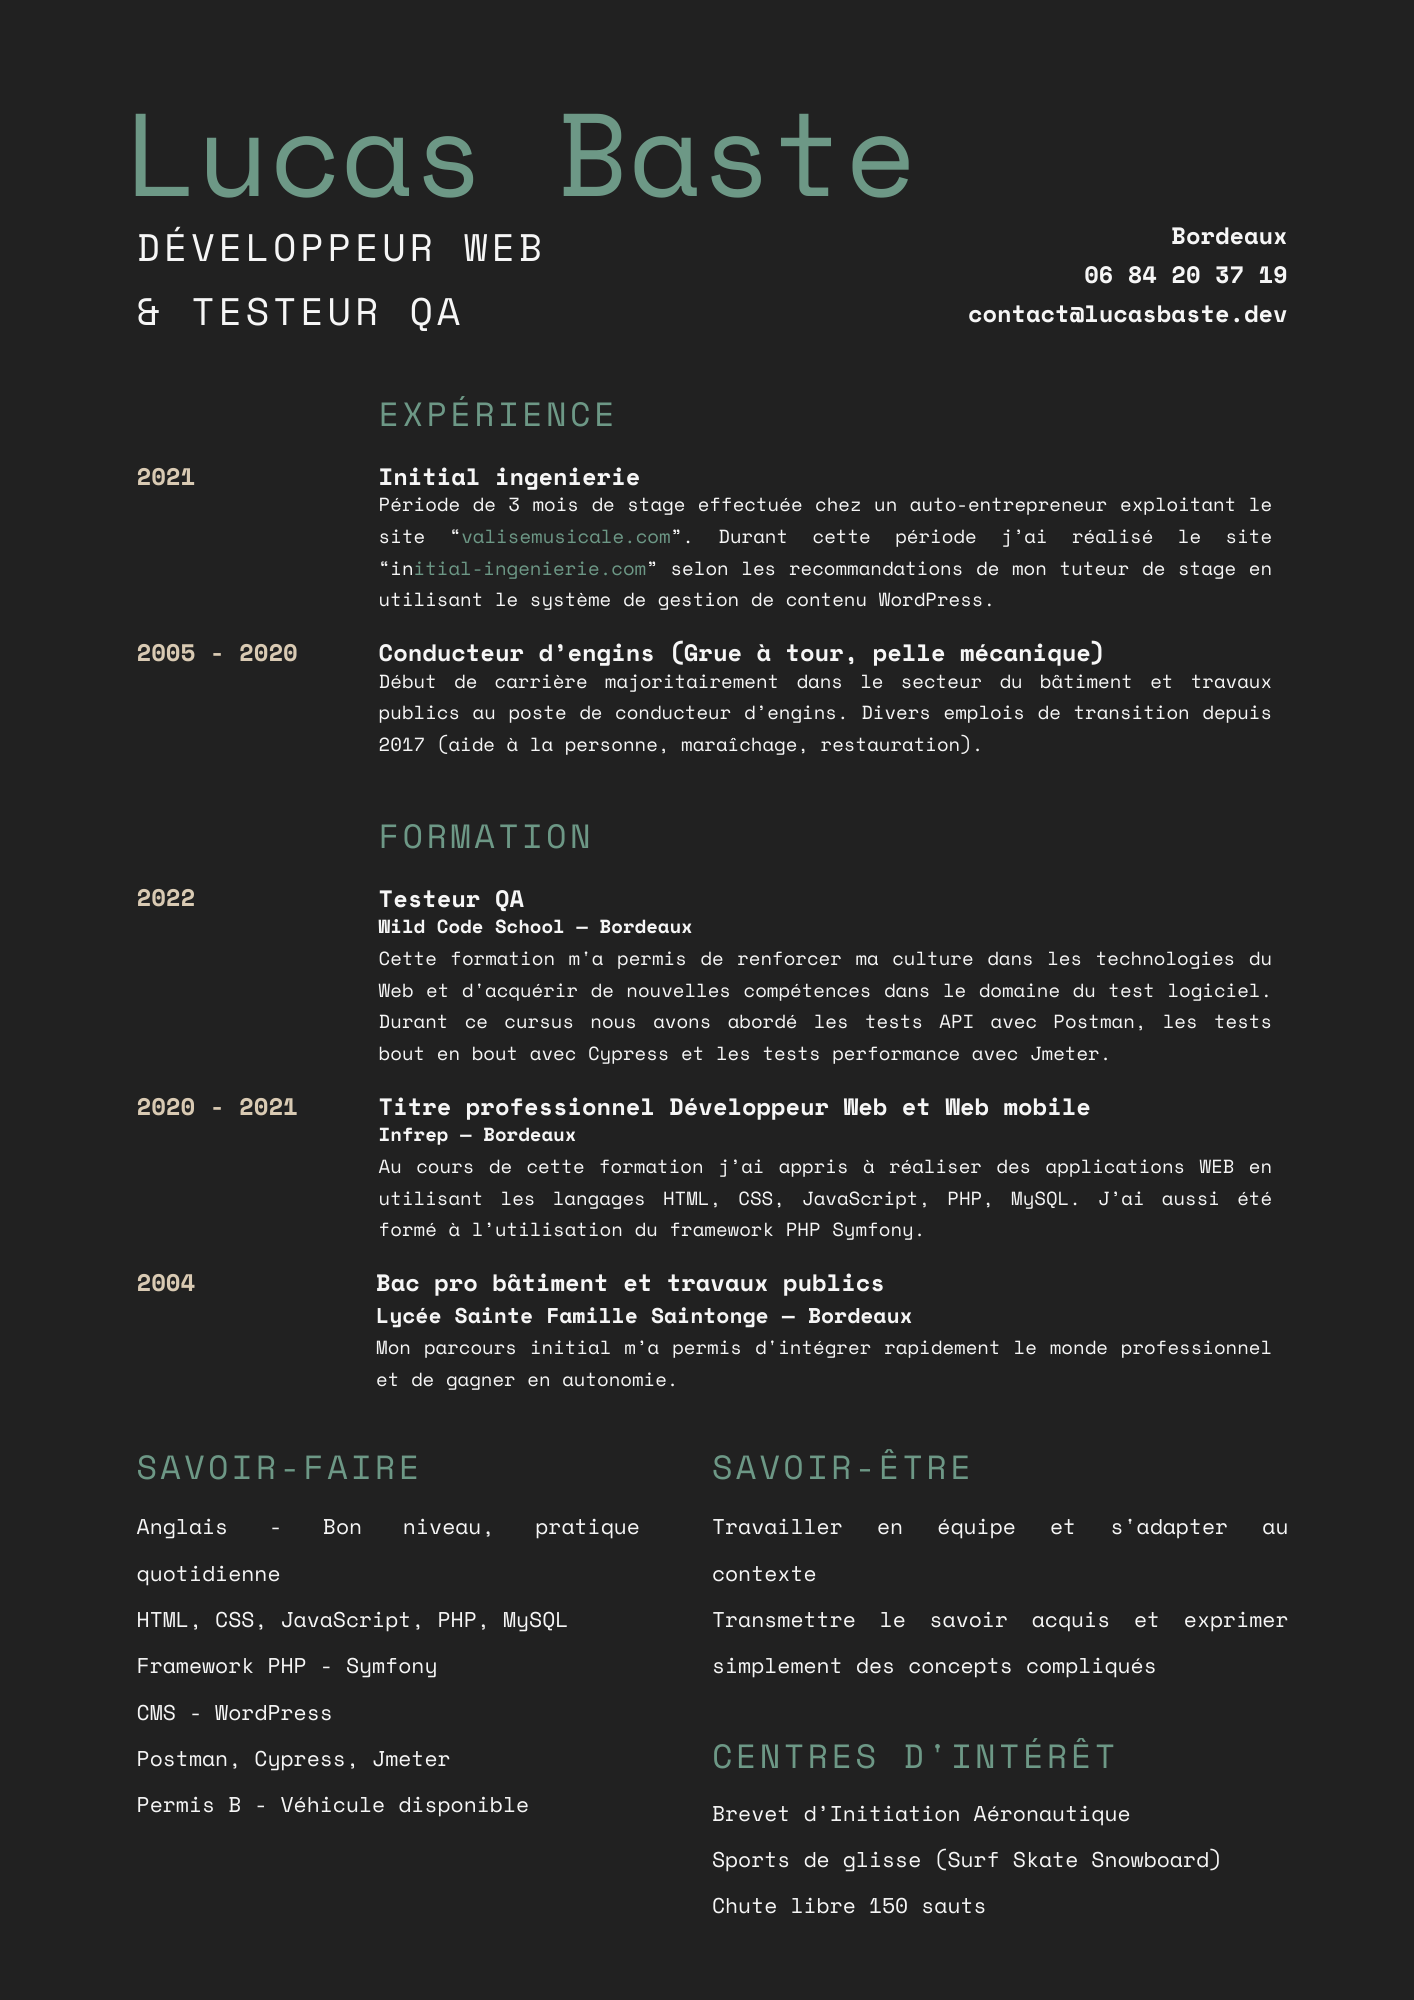 Lucas Baste
DÉVELOPPEUR WEB
& TESTEUR QA
Bordeaux
06 84 20 37 19
contact@lucasbaste.dev
EXPÉRIENCE
2021
Initial ingenierie
Période de 3 mois de stage effectuée chez un auto-entrepreneur exploitant le
site “valisemusicale.com”. Durant cette période j’ai réalisé le site
“initial-ingenierie.com” selon les recommandations de mon tuteur de stage en
utilisant le système de gestion de contenu WordPress.
2005 - 2020
Conducteur d’engins (Grue à tour, pelle mécanique)
Début de carrière majoritairement dans le secteur du bâtiment et travaux
publics au poste de conducteur d’engins. Divers emplois de transition depuis
2017 (aide à la personne, maraîchage, restauration).
FORMATION
2022
Testeur QA
Wild Code School — Bordeaux
Cette formation m'a permis de renforcer ma culture dans les technologies du
Web et d'acquérir de nouvelles compétences dans le domaine du test logiciel.
Durant ce cursus nous avons abordé les tests API avec Postman, les tests
bout en bout avec Cypress et les tests performance avec Jmeter.
2020 - 2021
Titre professionnel Développeur Web et Web mobile
Infrep — Bordeaux
Au cours de cette formation j’ai appris à réaliser des applications WEB en
utilisant les langages HTML, CSS, JavaScript, PHP, MySQL. J’ai aussi été
formé à l’utilisation du framework PHP Symfony.
2004
Bac pro bâtiment et travaux publics
Lycée Sainte Famille Saintonge — Bordeaux
Mon parcours initial m’a permis d'intégrer rapidement le monde professionnel
et de gagner en autonomie.
SAVOIR-FAIRE
Anglais - Bon niveau, pratique
quotidienne
HTML, CSS, JavaScript, PHP, MySQL
Framework PHP - Symfony
CMS - WordPress
Postman, Cypress, Jmeter
Permis B - Véhicule disponible
SAVOIR-ÊTRE
Travailler en équipe et s'adapter au
contexte
Transmettre le savoir acquis et exprimer
simplement des concepts compliqués
CENTRES D'INTÉRÊT
Brevet d’Initiation Aéronautique
Sports de glisse (Surf Skate Snowboard)
Chute libre 150 sauts